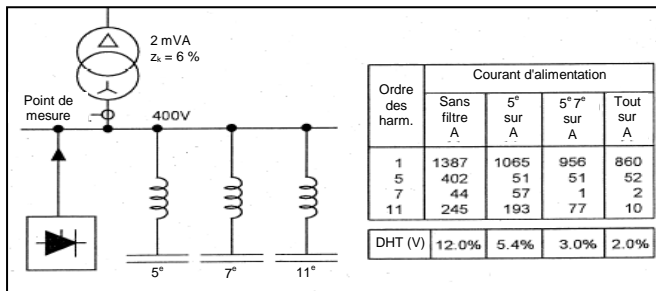 2 mVA
zₖ = 6 %
Point de
mesure
400V
5ᵉ
7ᵉ
11ᵉ
Ordre
des
harm.
Courant d'alimentation
Sans
filtre
A
5ᵉ
sur
A
5ᵉ7ᵉ
sur
A
Tout
sur
A
1 1387 1065 956 860
5 402 51 51 52
7 44 57 1 2
11 245 193 77 10
DHT (V) 12.0% 5.4% 3.0% 2.0%